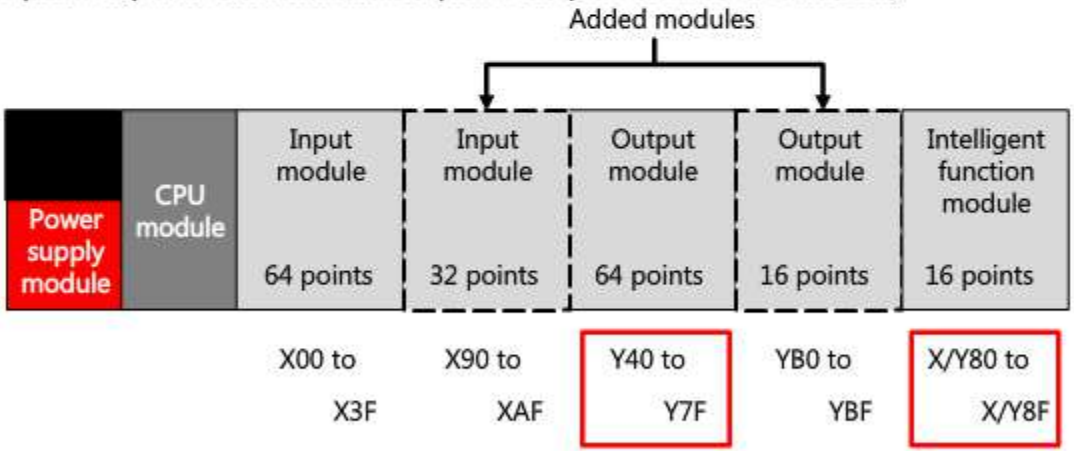 Added modules
Power
supply
module
CPU
module
Input
module
64 points
Input
module
32 points
Output
module
64 points
Output
module
16 points
Intelligent
function
module
16 points
X00 to
X3F
X90 to
XAF
Y40 to
Y7F
YB0 to
YBF
X/Y80 to
X/Y8F